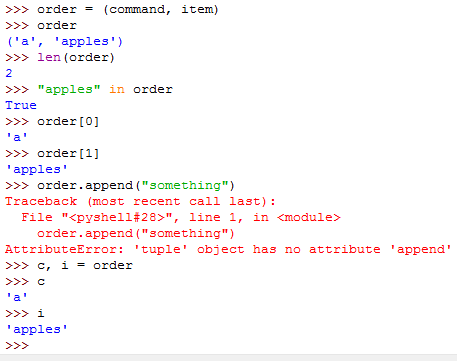 >>> order = (command, item)
>>> order
('a', 'apples')
>>> len(order)
2
>>> "apples" in order
True
>>> order[0]
'a'
>>> order[1]
'apples'
>>> order.append("something")
Traceback (most recent call last):
  File "<pyshell#28>", line 1, in <module>
    order.append("something")
AttributeError: 'tuple' object has no attribute 'append'
>>> c, i = order
>>> c
'a'
>>> i
'apples'
>>>